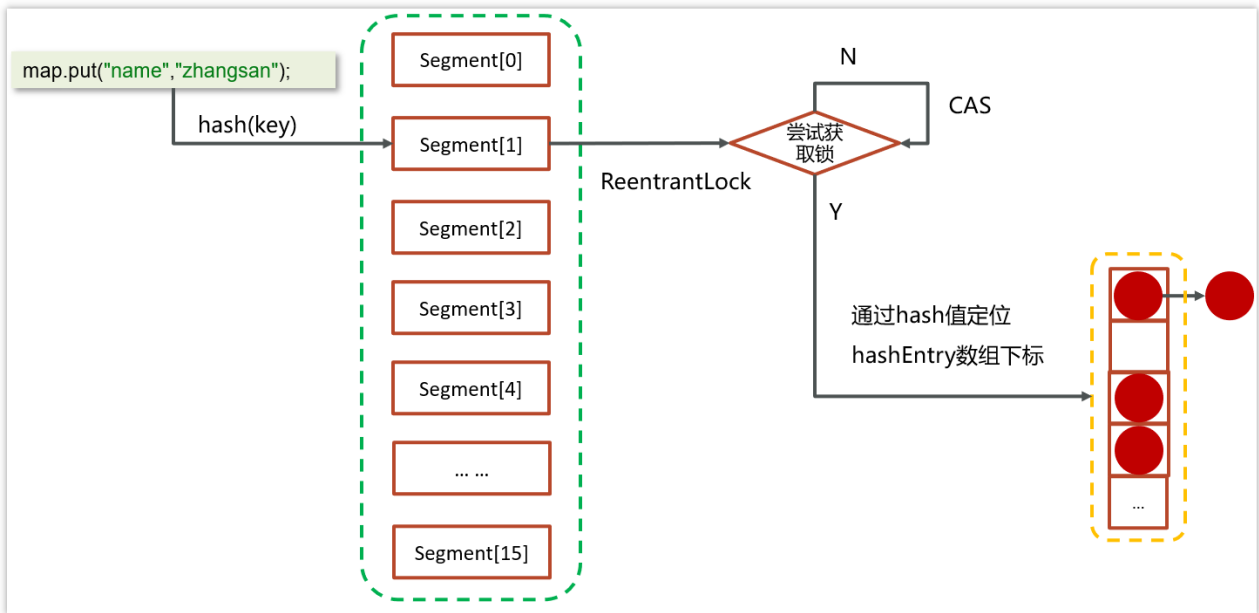 map.put("name","zhangsan");
hash(key)
Segment[0]
Segment[1]
Segment[2]
Segment[3]
Segment[4]
... ...
Segment[15]
ReentrantLock
尝试获
取锁
N
CAS
Y
通过hash值定位
hashEntry数组下标
...